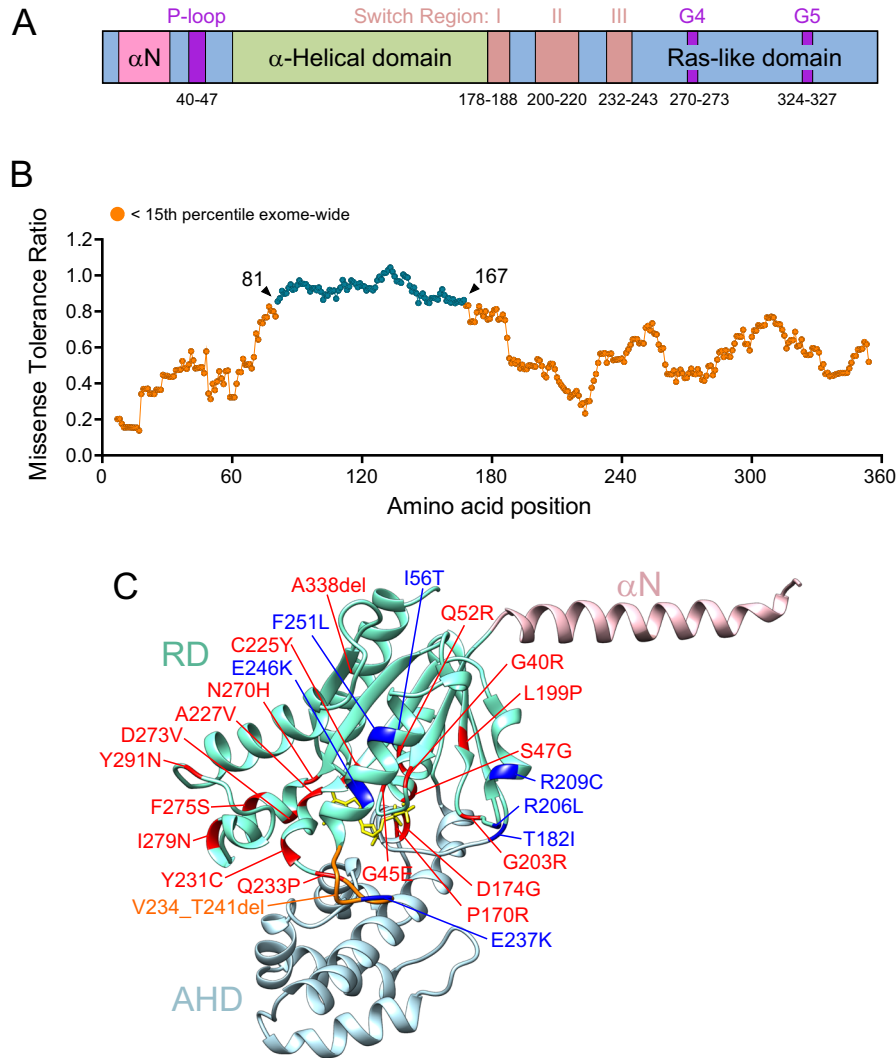 A
P-loop
Switch Region: I
II
III
G4
G5
αN
α-Helical domain
Ras-like domain
40-47
178-188
200-220
232-243
270-273
324-327
B
< 15th percentile exome-wide
Missense Tolerance Ratio
1.2
1.0
0.8
0.6
0.4
0.2
0.0
81
167
0
60
120
180
240
300
360
Amino acid position
C
A338del
I56T
αN
F251L
Q52R
C225Y
RD
E246K
G40R
N270H
L199P
A227V
D273V
S47G
Y291N
R209C
F275S
R206L
I279N
T182I
G203R
Y231C
G45E
Q233P
D174G
V234_T241del
P170R
E237K
AHD